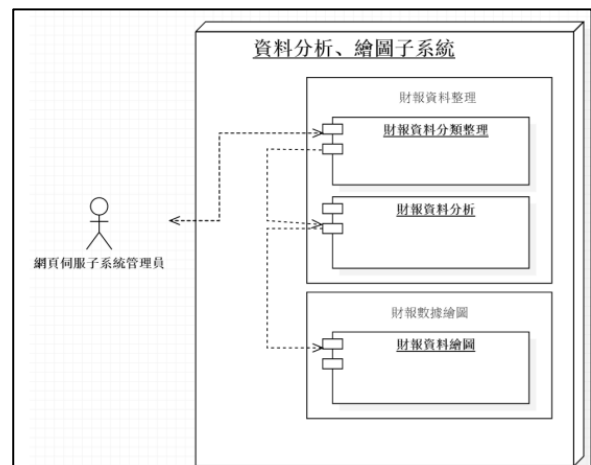 資料分析、繪圖子系統
財報資料整理
財報資料分類整理
財報資料分析
網頁伺服子系統管理員
財報數據繪圖
財報資料繪圖